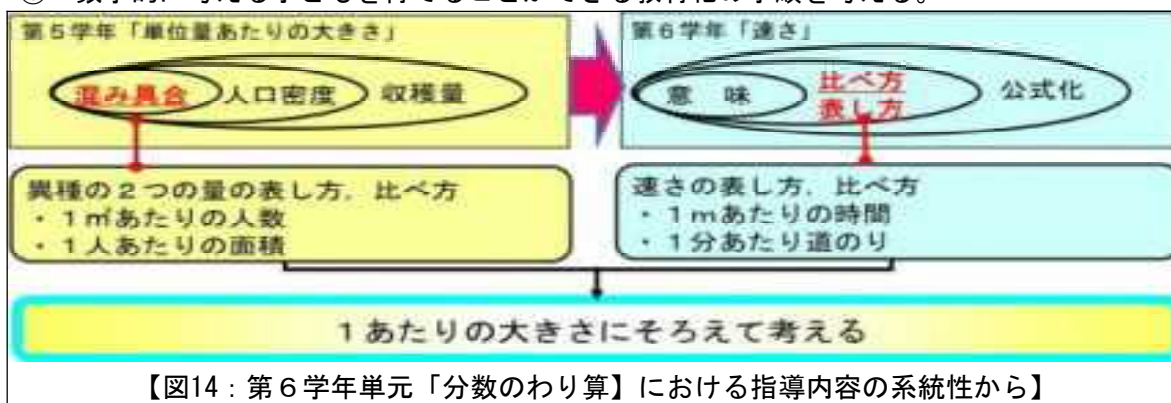 第５学年「単位量あたりの大きさ」
混み具合 人口密度 収穫量
第６学年「速さ」
意　味 比べ方 表し方 公式化
異種の２つの量の表し方，比べ方
・１㎡あたりの人数
・１人あたりの面積
速さの表し方，比べ方
・１ｍあたりの時間
・１分あたり道のり
１あたりの大きさにそろえて考える
【図14：第６学年単元「分数のわり算】における指導内容の系統性から】